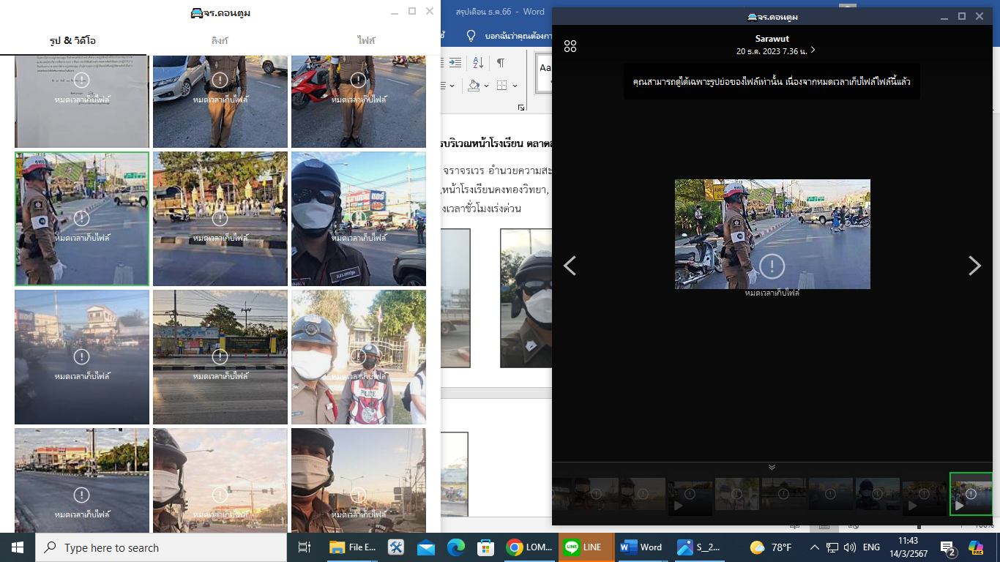 จร.ดอนตูม
รูป & วิดีโอ
ลิงก์
ไฟล์
หมดเวลาเก็บไฟล์
หมดเวลาเก็บไฟล์
หมดเวลาเก็บไฟล์
หมดเวลาเก็บไฟล์
หมดเวลาเก็บไฟล์
หมดเวลาเก็บไฟล์
หมดเวลาเก็บไฟล์
หมดเวลาเก็บไฟล์
หมดเวลาเก็บไฟล์
POLICE
หมดเวลาเก็บไฟล์
หมดเวลาเก็บไฟล์
หมดเวลาเก็บไฟล์
สรุปเดือน ธ.ค.66 - Word
บอกฉันว่าคุณต้องกา
Aa
รบริเวณหน้าโรงเรียน
จราจรเวร อำนวยความสะ
,หน้าโรงเรียนคงทองวิทยา,
งเวลาชั่วโมงเร่งด่วน
จร.ดอนตูม
Sarawut
20 ธ.ค. 2023 7.36 น.
คุณสามารถดูได้เฉพาะรูปย่อของไฟล์เท่านั้น เนื่องจากหมดเวลาเก็บไฟล์ไฟล์นี้แล้ว
หมดเวลาเก็บไฟล์
Type here to search
File E...
LOM...
LINE
Word
S__2...
78°F
ENG
11:43
14/3/2567
2
PRE